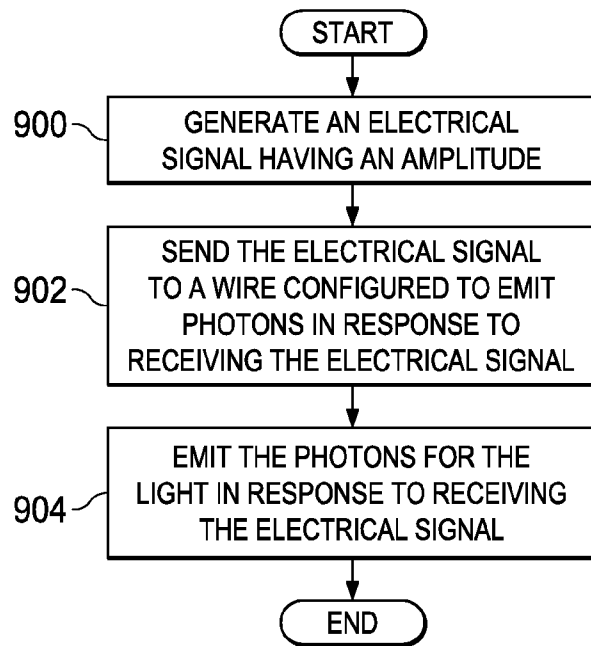 START
900
GENERATE AN ELECTRICAL
SIGNAL HAVING AN AMPLITUDE
902
SEND THE ELECTRICAL SIGNAL
TO A WIRE CONFIGURED TO EMIT
PHOTONS IN RESPONSE TO
RECEIVING THE ELECTRICAL SIGNAL
904
EMIT THE PHOTONS FOR THE
LIGHT IN RESPONSE TO RECEIVING
THE ELECTRICAL SIGNAL
END